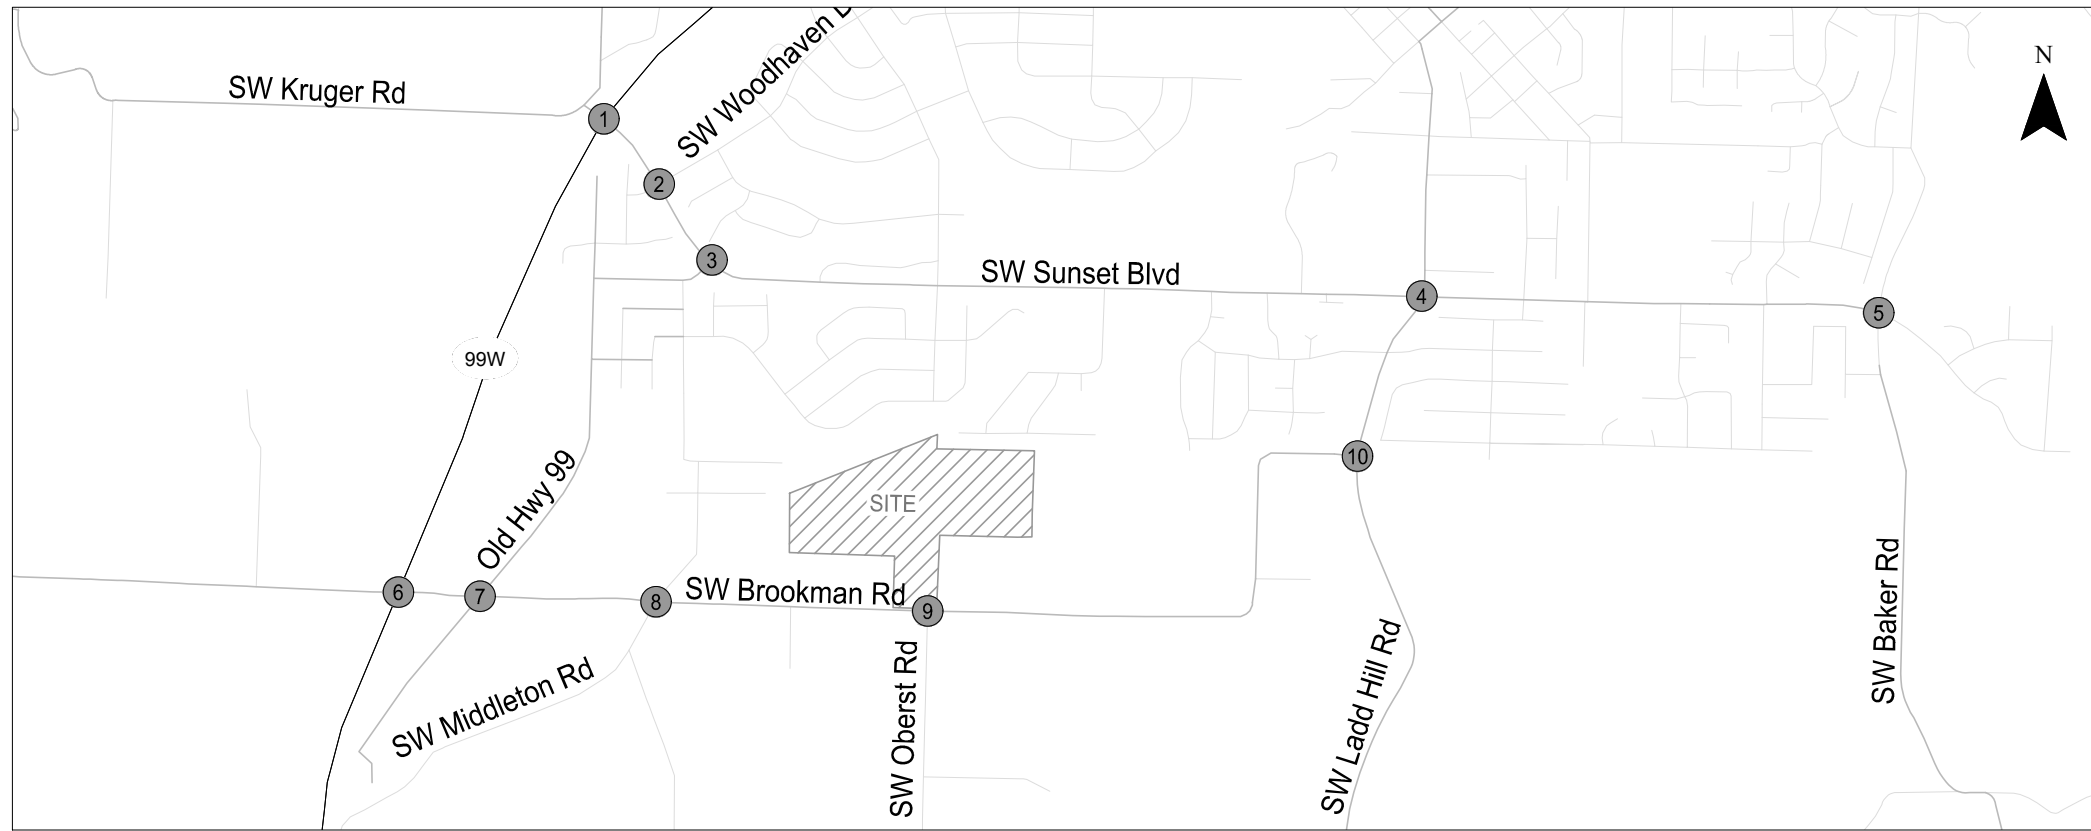 SW Kruger Rd
SW Woodhaven D
N
1
2
3
SW Sunset Blvd
4
5
99W
Old Hwy 99
10
SITE
6
7
8
SW Brookman Rd
9
SW Middleton Rd
SW Oberst Rd
SW Ladd Hill Rd
SW Baker Rd